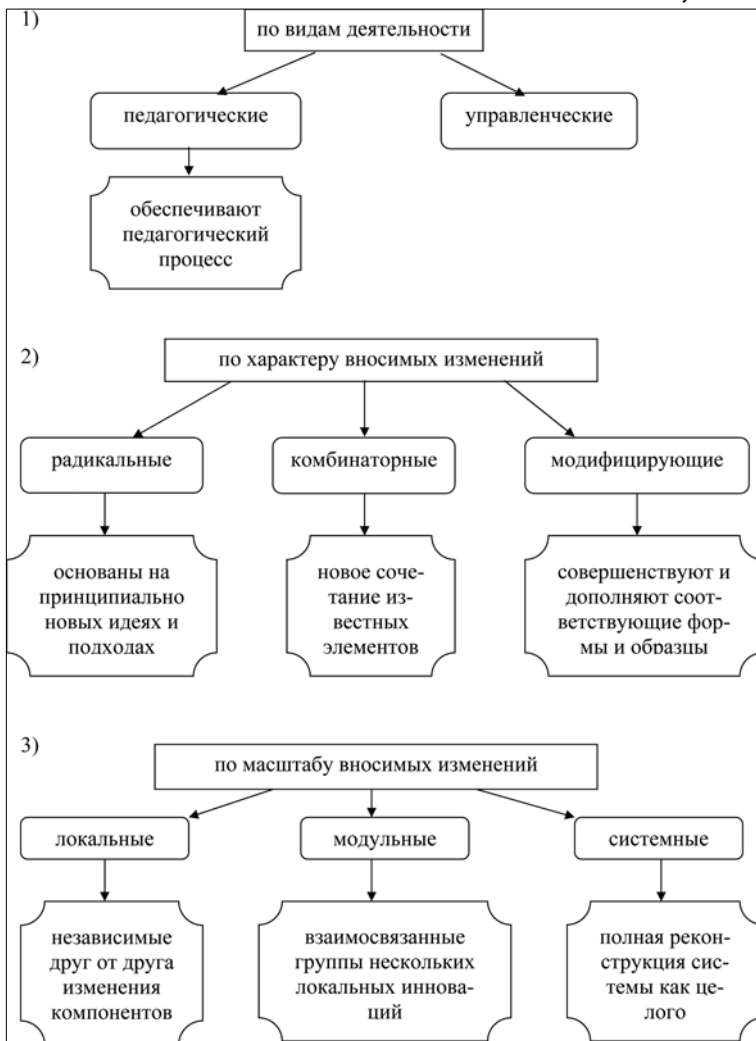 1)
по видам деятельности
педагогические
управленческие
обеспечивают
педагогический
процесс
2)
по характеру вносимых изменений
радикальные
комбинаторные
модифицирующие
основаны на
принципиально
новых идеях и
подходах
новое соче-
тание из-
вестных
элементов
совершенствуют и
дополняют соот-
ветствующие фор-
мы и образцы
3)
по масштабу вносимых изменений
локальные
модульные
системные
независимые
друг от друга
изменения
компонентов
взаимосвязанные
группы нескольких
локальных иннова-
ций
полная рекон-
струкция сис-
темы как це-
лого